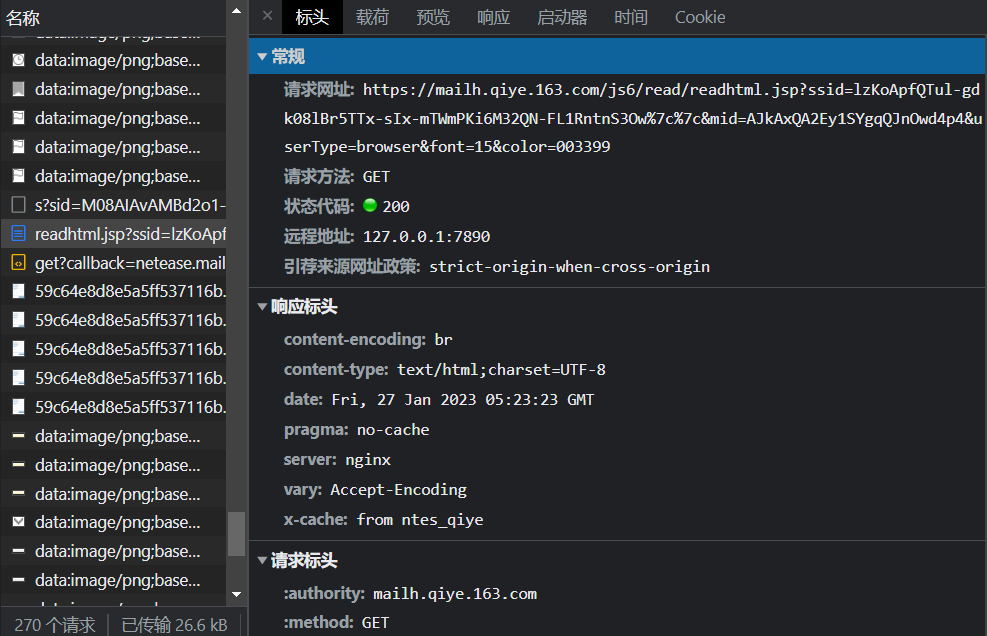 名称
data:image/png;base...
data:image/png;base...
data:image/png;base...
data:image/png;base...
data:image/png;base...
s?sid=M08AIAvAMBd2o1-
readhtml.jsp?ssid=lzKoApf
get?callback=netease.mail
59c64e8d8e5a5ff537116b.
59c64e8d8e5a5ff537116b.
59c64e8d8e5a5ff537116b.
59c64e8d8e5a5ff537116b.
59c64e8d8e5a5ff537116b.
data:image/png;base...
data:image/png;base...
data:image/png;base...
data:image/png;base...
data:image/png;base...
data:image/png;base...
270 个请求 已传输 26.6 kB
× 标头 载荷 预览 响应 启动器 时间 Cookie
常规
请求网址: https://mailh.qiye.163.com/js6/read/readhtml.jsp?ssid=lzKoApfQTul-gd
k08lBr5TTx-sIx-mTWmPKi6M32QN-FL1RntnS3Ow%7c%7c&mid=AJkAxQA2Ey1SYgqQJnOwd4p4&u
serType=browser&font=15&color=003399
请求方法: GET
状态代码: 200
远程地址: 127.0.0.1:7890
引荐来源网址政策: strict-origin-when-cross-origin
响应标头
content-encoding: br
content-type: text/html;charset=UTF-8
date: Fri, 27 Jan 2023 05:23:23 GMT
pragma: no-cache
server: nginx
vary: Accept-Encoding
x-cache: from ntes_qiye
请求标头
:authority: mailh.qiye.163.com
:method: GET